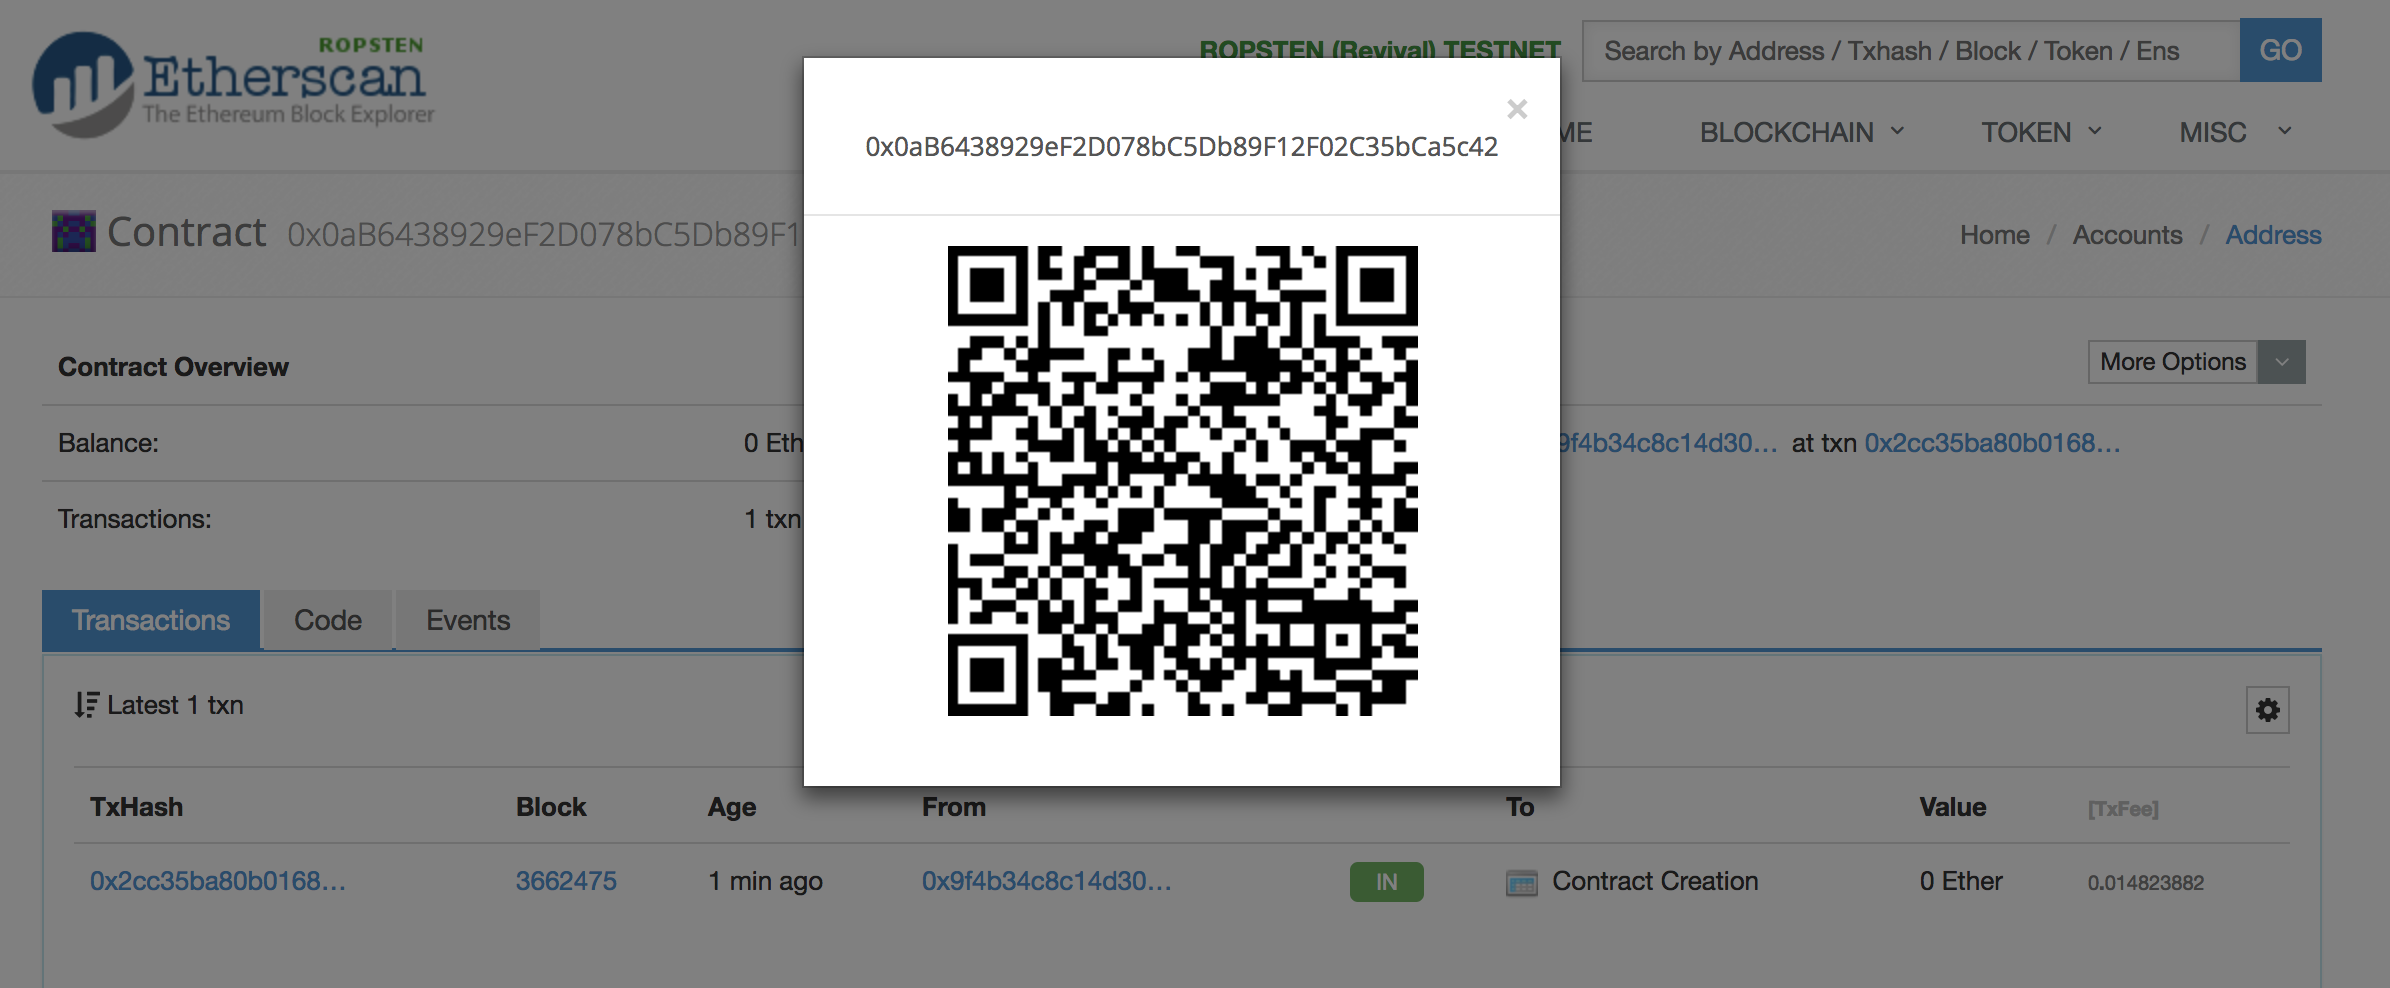 ROPSTEN
Etherscan
The Ethereum Block Explorer
ROPSTEN (Revival) TESTNET
Search by Address / Txhash / Block / Token / Ens
GO
BLOCKCHAIN
TOKEN
MISC
0x0aB6438929eF2D078bC5Db89F12F02C35bCa5c42
Contract 0x0aB6438929eF2D078bC5Db89F1
Home / Accounts / Address
Contract Overview
More Options
Balance:
0 Eth
9f4b34c8c14d30... at txn 0x2cc35ba80b0168...
Transactions:
1 txn
Transactions
Code
Events
Latest 1 txn
TxHash Block Age From To Value [TxFee]
0x2cc35ba80b0168... 3662475 1 min ago 0x9f4b34c8c14d30... IN Contract Creation 0 Ether 0.014823882